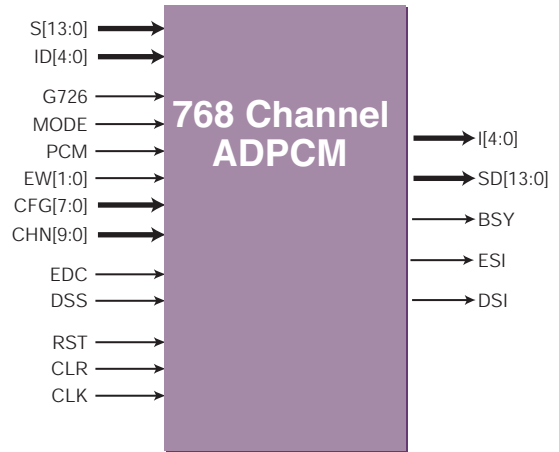 S[13:0]
ID[4:0]
G726
MODE
PCM
EW[1:0]
CFG[7:0]
CHN[9:0]
EDC
DSS
RST
CLR
CLK
768 Channel
ADPCM
I[4:0]
SD[13:0]
BSY
ESI
DSI